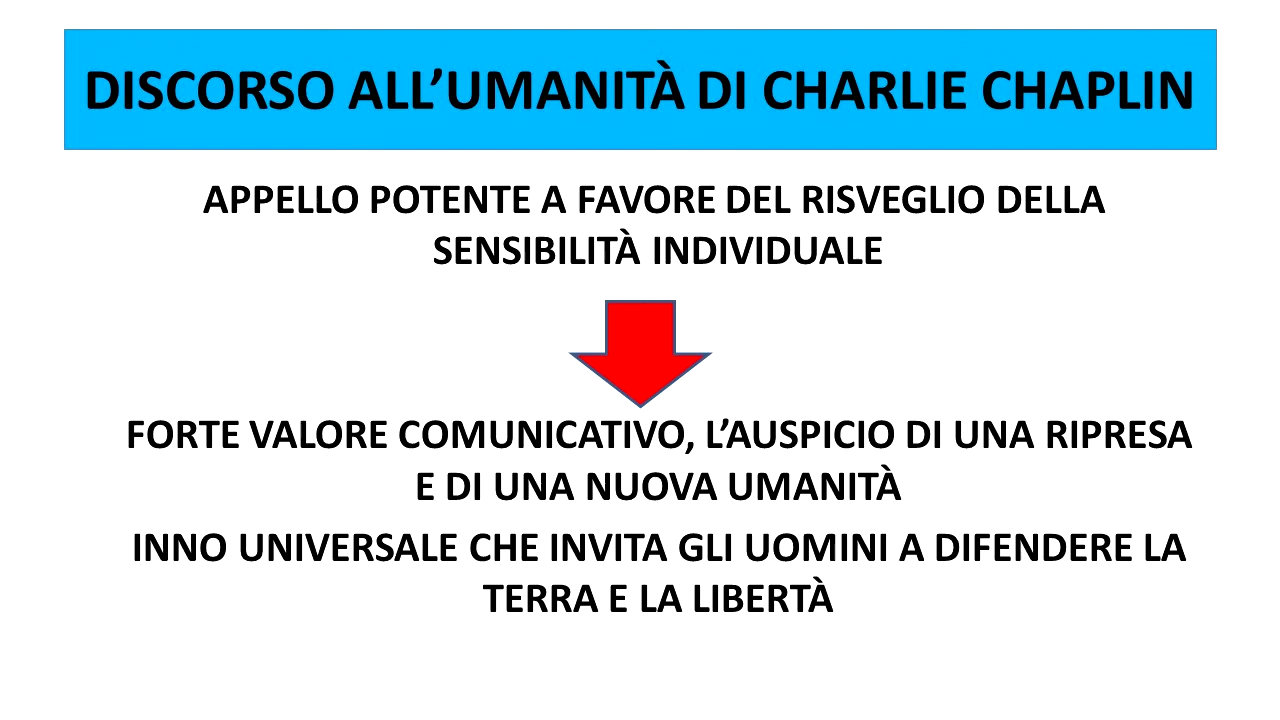 DISCORSO ALL’UMANITÀ DI CHARLIE CHAPLIN
APPELLO POTENTE A FAVORE DEL RISVEGLIO DELLA
SENSIBILITÀ INDIVIDUALE
FORTE VALORE COMUNICATIVO, L’AUSPICIO DI UNA RIPRESA
E DI UNA NUOVA UMANITÀ
INNO UNIVERSALE CHE INVITA GLI UOMINI A DIFENDERE LA
TERRA E LA LIBERTÀ